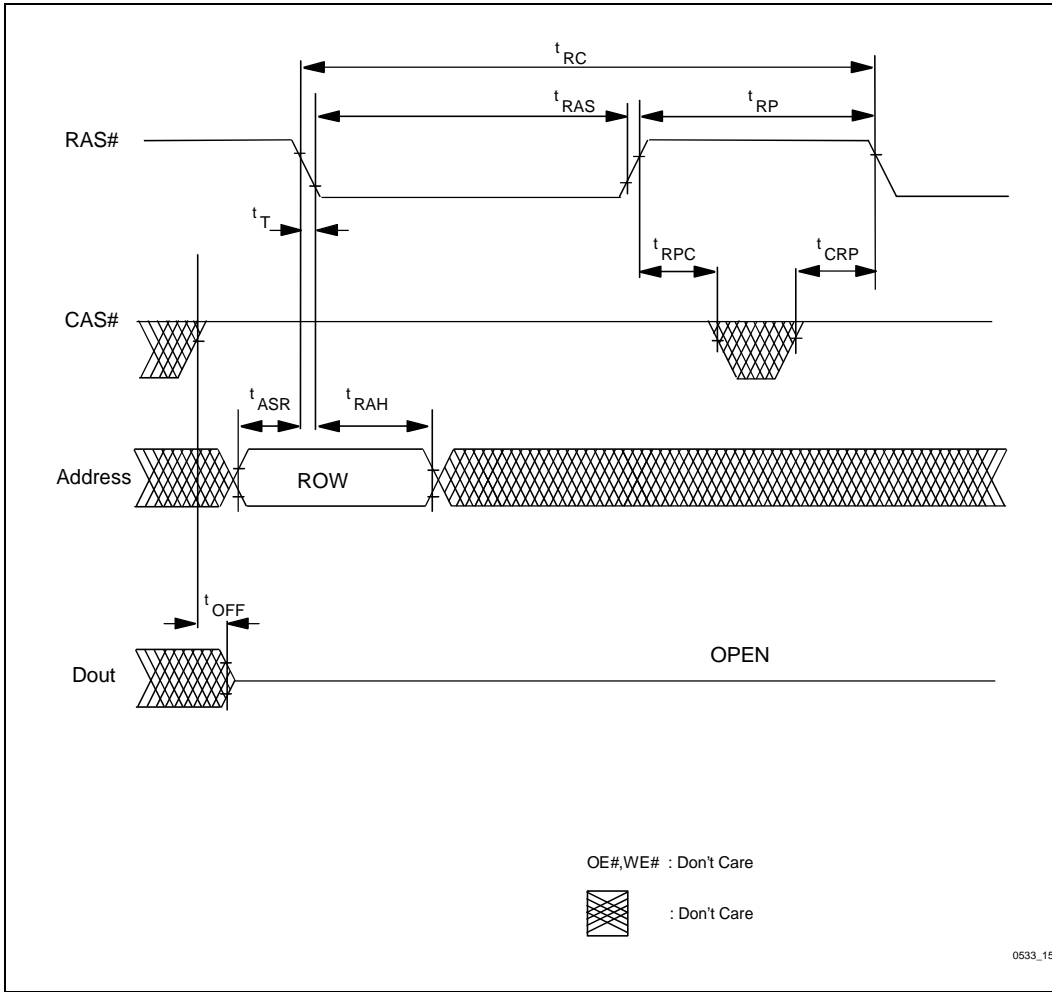 tRC
tRAS
tRP
RAS#
tT
tRPC
tCRP
CAS#
tASR
tRAH
Address
ROW
tOFF
OPEN
Dout
OE#,WE# : Don't Care
: Don't Care
0533_15